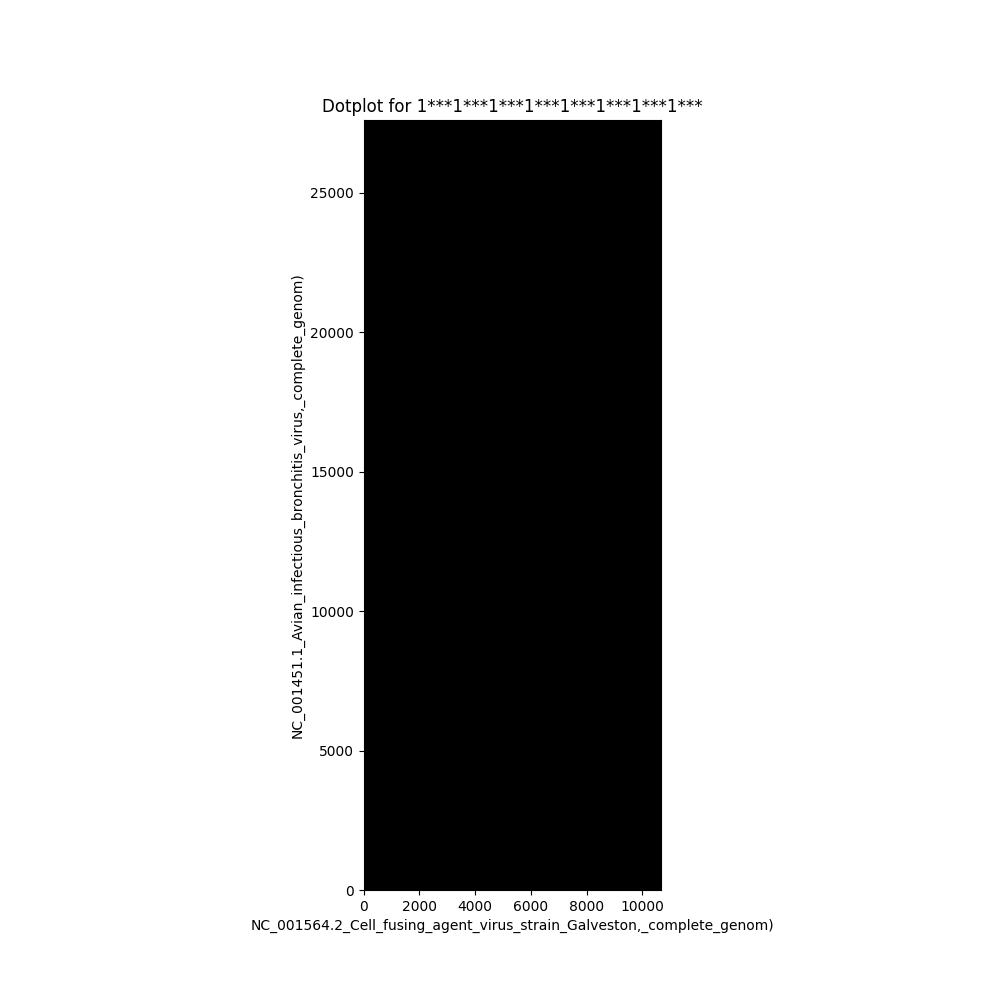 Dotplot for 1***1***1***1***1***1***1***1***
25000
20000
15000
10000
5000
0
NC_001451.1_Avian_infectious_bronchitis_virus,_complete_genom)
0 2000 4000 6000 8000 10000
NC_001564.2_Cell_fusing_agent_virus_strain_Galveston,_complete_genom)